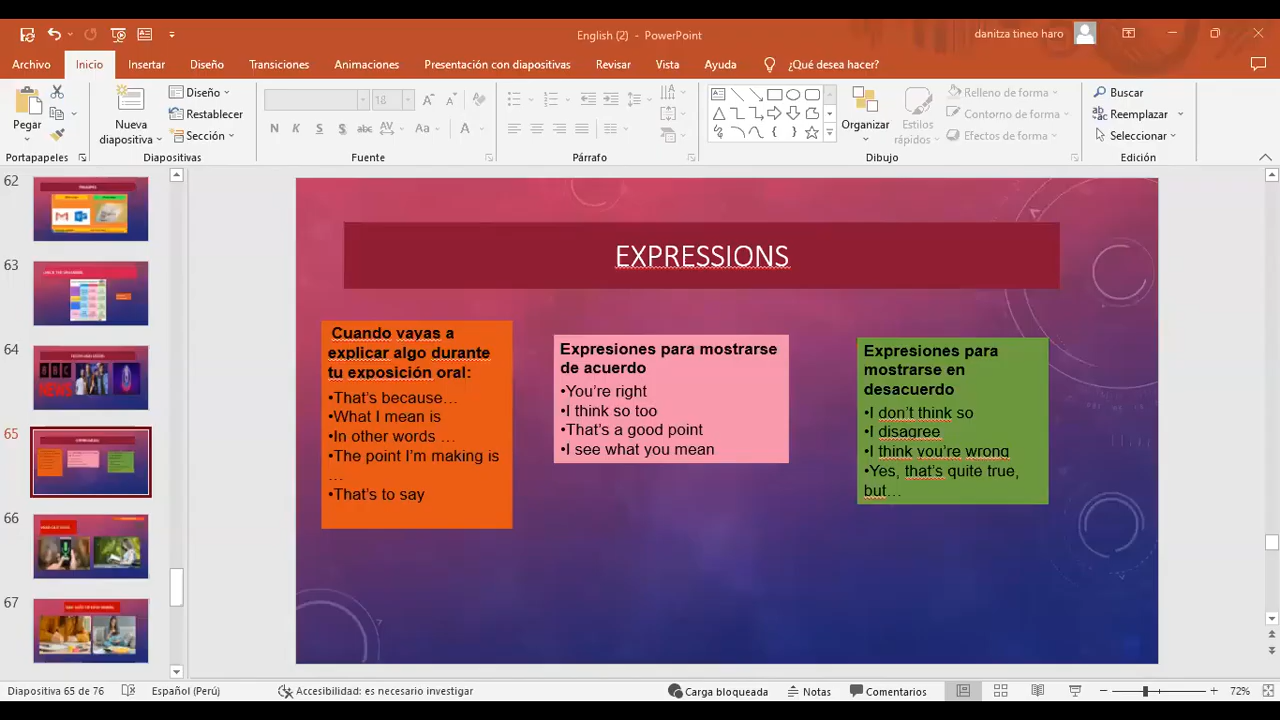 English (2) - PowerPoint
danitza tineo haro
Archivo
Inicio
Insertar
Diseño
Transiciones
Animaciones
Presentación con diapositivas
Revisar
Vista
Ayuda
¿Qué desea hacer?
Pegar
Nueva
diapositiva
Diseño
Restablecer
Sección
18
N K S S abc AV Aa A
Organizar
Estilos
rápidos
Relleno de forma
Contorno de forma
Efectos de forma
Buscar
Reemplazar
Seleccionar
Portapapeles
Diapositivas
Fuente
Párrafo
Dibujo
Edición
62
63
64
BBC
NEWS
65
66
67
EXPRESSIONS
Cuando vayas a
explicar algo durante
tu exposición oral:
•That's because…
•What I mean is
•In other words …
•The point I'm making is
…
•That's to say
Expresiones para mostrarse
de acuerdo
•You're right
•I think so too
•That's a good point
•I see what you mean
Expresiones para
mostrarse en
desacuerdo
•I don't think so
•I disagree
•I think you're wrong
•Yes, that's quite true,
but…
Diapositiva 65 de 76
Español (Perú)
Accesibilidad: es necesario investigar
Carga bloqueada
Notas
Comentarios
72%